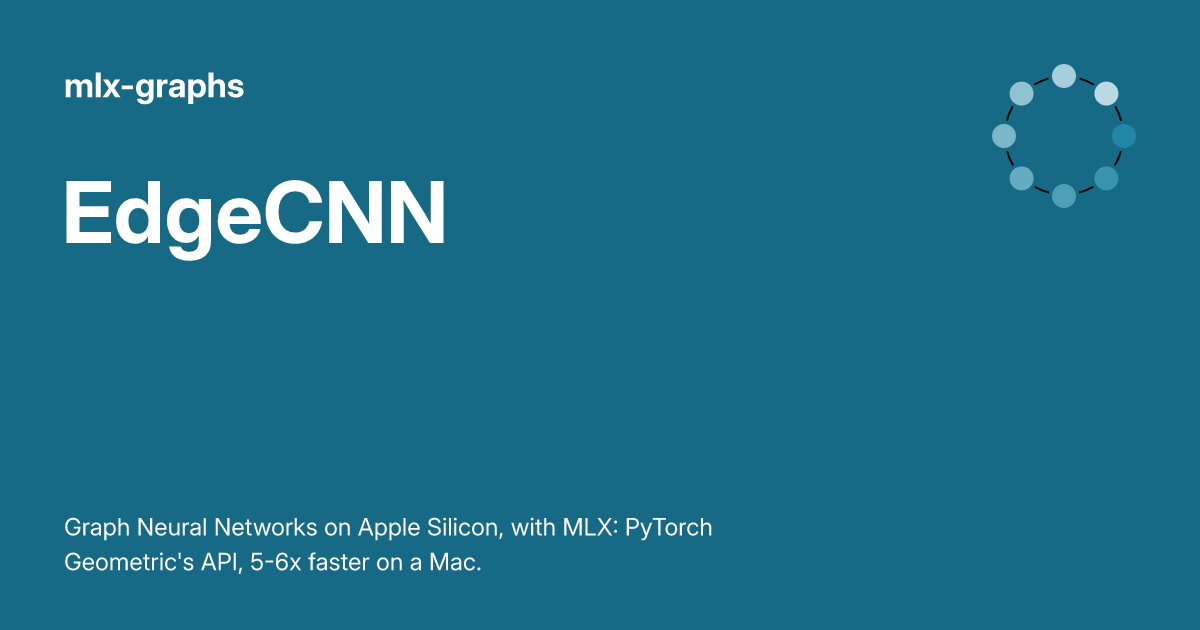 mlx-graphs
EdgeCNN
Graph Neural Networks on Apple Silicon, with MLX: PyTorch
Geometric's API, 5-6x faster on a Mac.